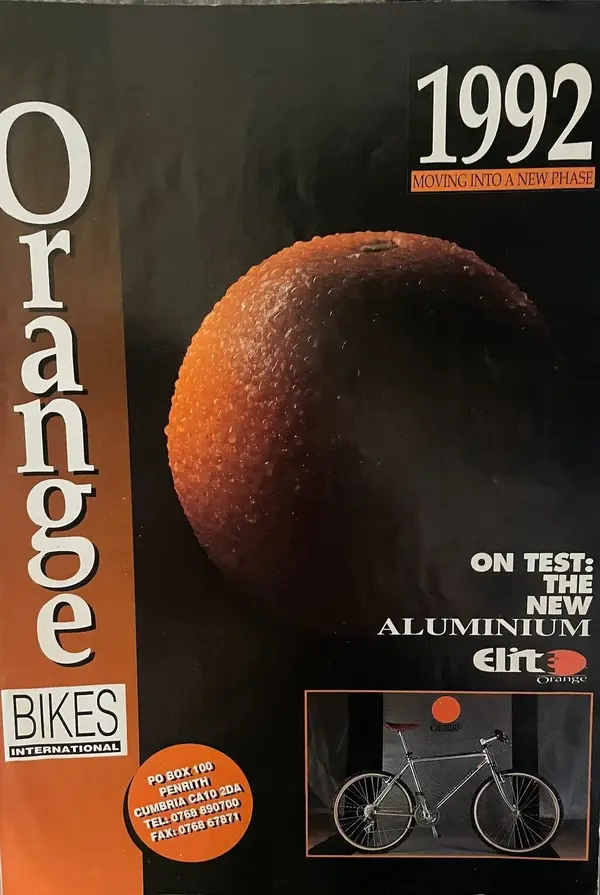 1992
MOVING INTO A NEW PHASE
Orange
BIKES
INTERNATIONAL
PO BOX 100
PENRITH
CUMBRIA CA10 2DA
TEL: 0768 890700
FAX: 0768 67871
ON TEST:
THE
NEW
ALUMINIUM
Elite
Orange
Orange